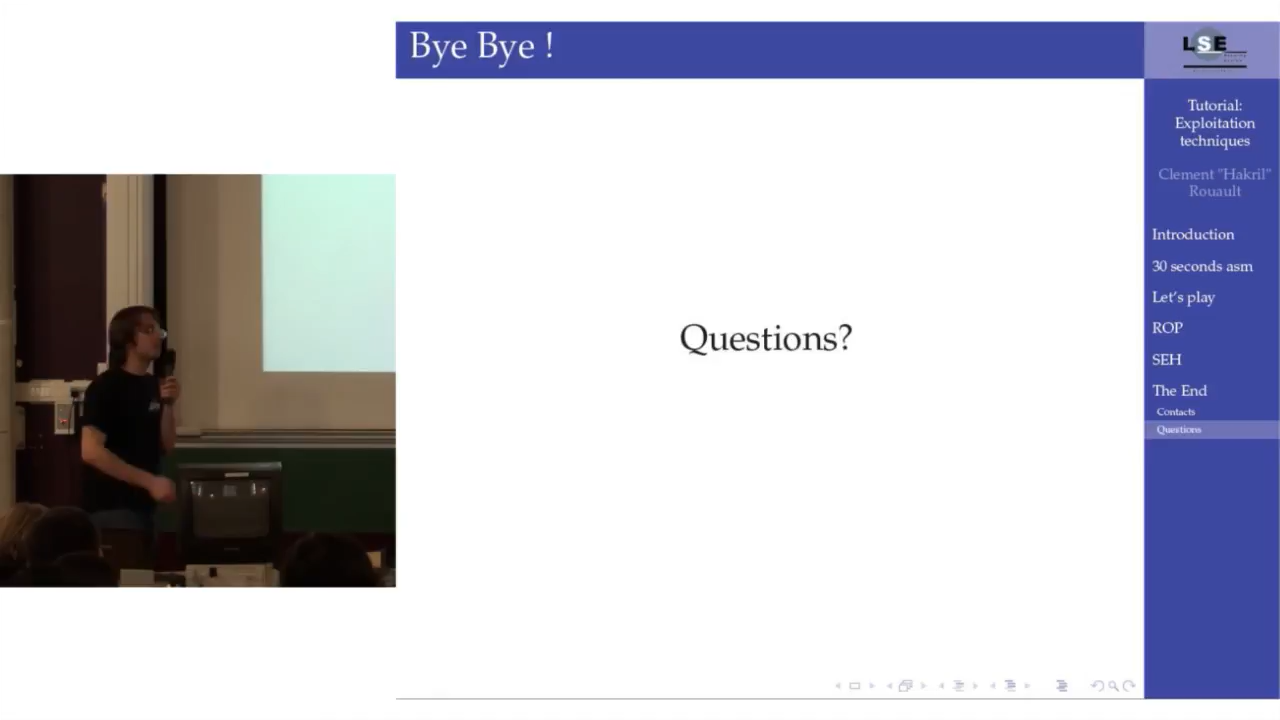 Bye Bye !
LSE
Tutorial:
Exploitation
techniques
Clement "Hakril"
Rouault
Introduction
30 seconds asm
Let's play
ROP
SEH
The End
Contacts
Questions
Questions?